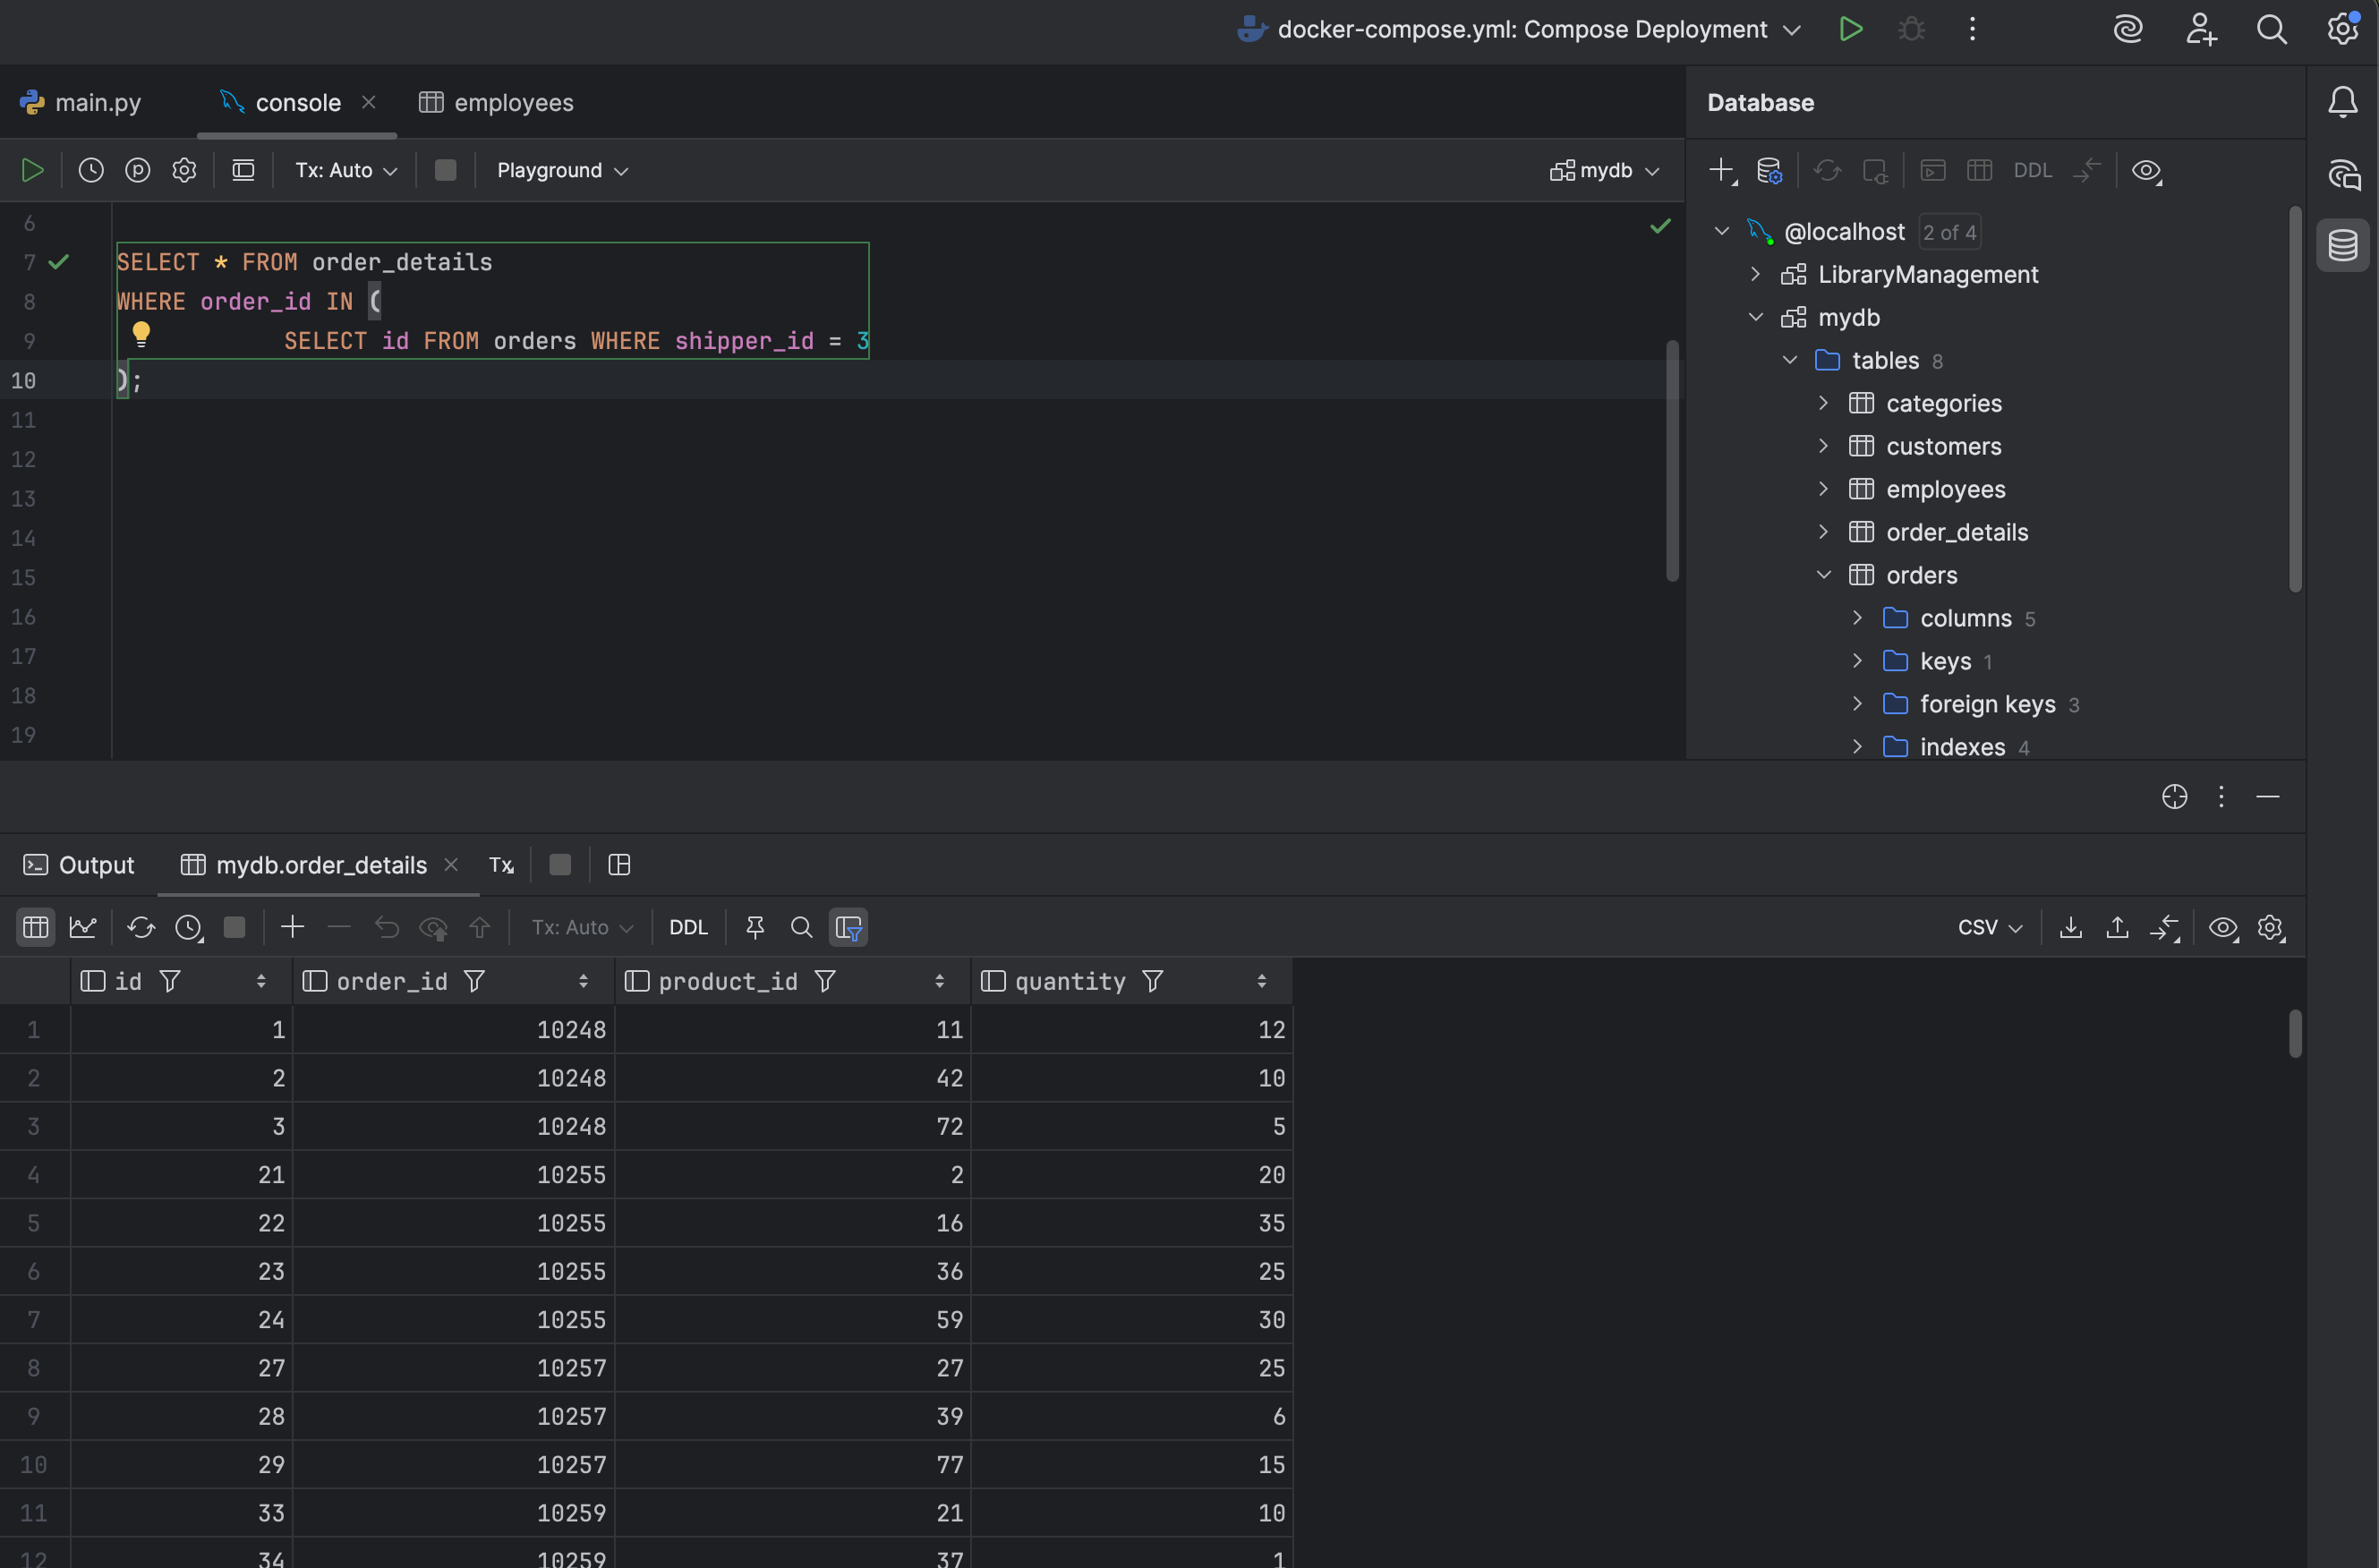 docker-compose.yml: Compose Deployment
main.py
console
employees
Tx: Auto
Playground
mydb
6
7 SELECT * FROM order_details
8 WHERE order_id IN (
9 SELECT id FROM orders WHERE shipper_id = 3
10 );
11
12
13
14
15
16
17
18
19
Database
DDL
@localhost 2 of 4
LibraryManagement
mydb
tables 8
categories
customers
employees
order_details
orders
columns 5
keys 1
foreign keys 3
indexes 4
Output
mydb.order_details
Tx
Tx: Auto
DDL
CSV
id order_id product_id quantity
1 1 10248 11 12
2 2 10248 42 10
3 3 10248 72 5
4 21 10255 2 20
5 22 10255 16 35
6 23 10255 36 25
7 24 10255 59 30
8 27 10257 27 25
9 28 10257 39 6
10 29 10257 77 15
11 33 10259 21 10
12 34 10259 37 1